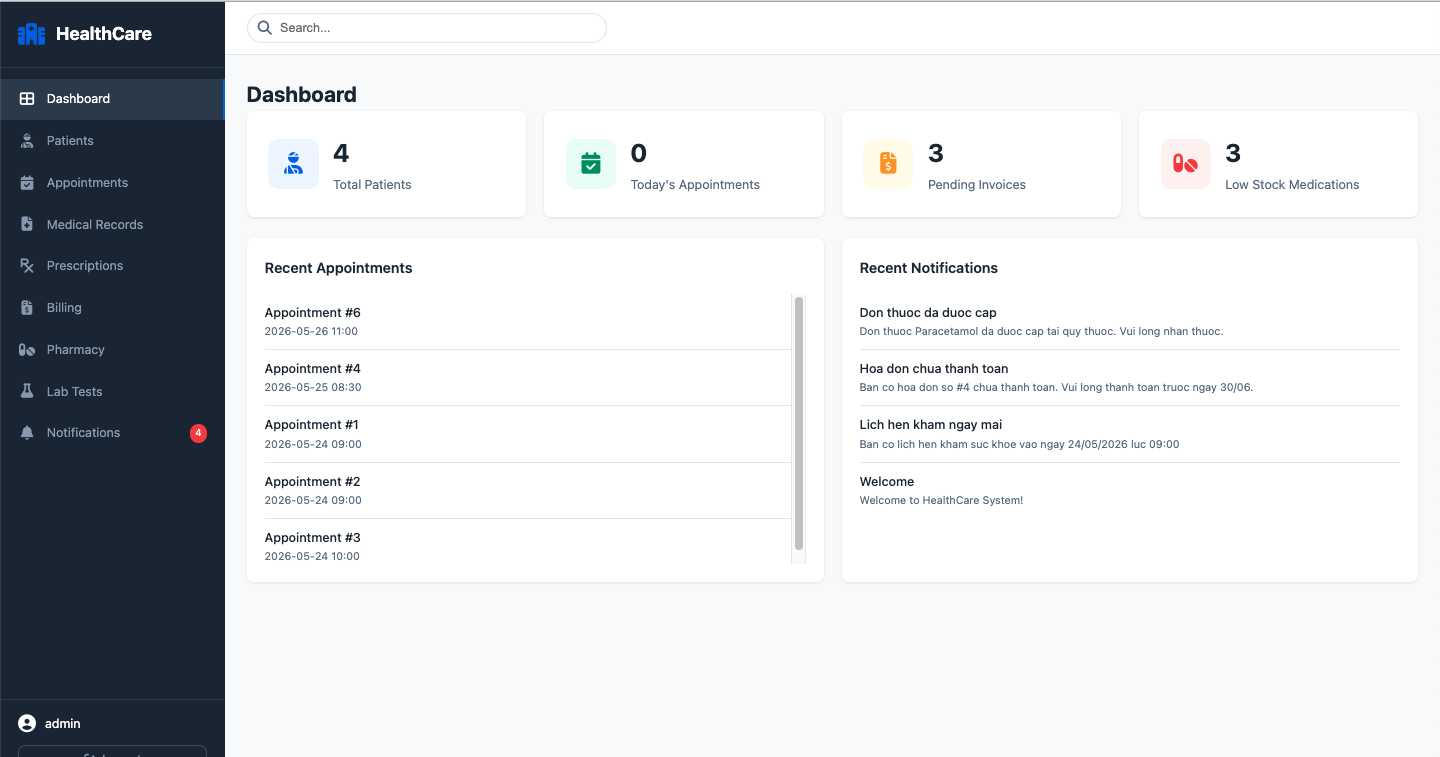 HealthCare
Search...
Dashboard
Patients
Appointments
Medical Records
Prescriptions
Billing
Pharmacy
Lab Tests
Notifications
4
admin
Dashboard
4
Total Patients
0
Today's Appointments
3
Pending Invoices
3
Low Stock Medications
Recent Appointments
Appointment #6
2026-05-26 11:00
Appointment #4
2026-05-25 08:30
Appointment #1
2026-05-24 09:00
Appointment #2
2026-05-24 09:00
Appointment #3
2026-05-24 10:00
Recent Notifications
Don thuoc da duoc cap
Don thuoc Paracetamol da duoc cap tai quy thuoc. Vui long nhan thuoc.
Hoa don chua thanh toan
Ban co hoa don so #4 chua thanh toan. Vui long thanh toan truoc ngay 30/06.
Lich hen kham ngay mai
Ban co lich hen kham suc khoe vao ngay 24/05/2026 luc 09:00
Welcome
Welcome to HealthCare System!